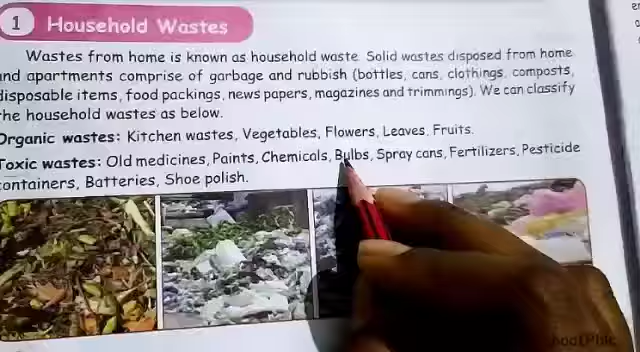 1 Household Wastes
Wastes from home is known as household waste. Solid wastes disposed from home
and apartments comprise of garbage and rubbish (bottles, cans, clothings, composts,
disposable items, food packings, news papers, magazines and trimmings). We can classify
the household wastes as below.
Organic wastes: Kitchen wastes, Vegetables, Flowers, Leaves, Fruits.
Toxic wastes: Old medicines, Paints, Chemicals, Bulbs, Spray cans, Fertilizers, Pesticide
containers, Batteries, Shoe polish.